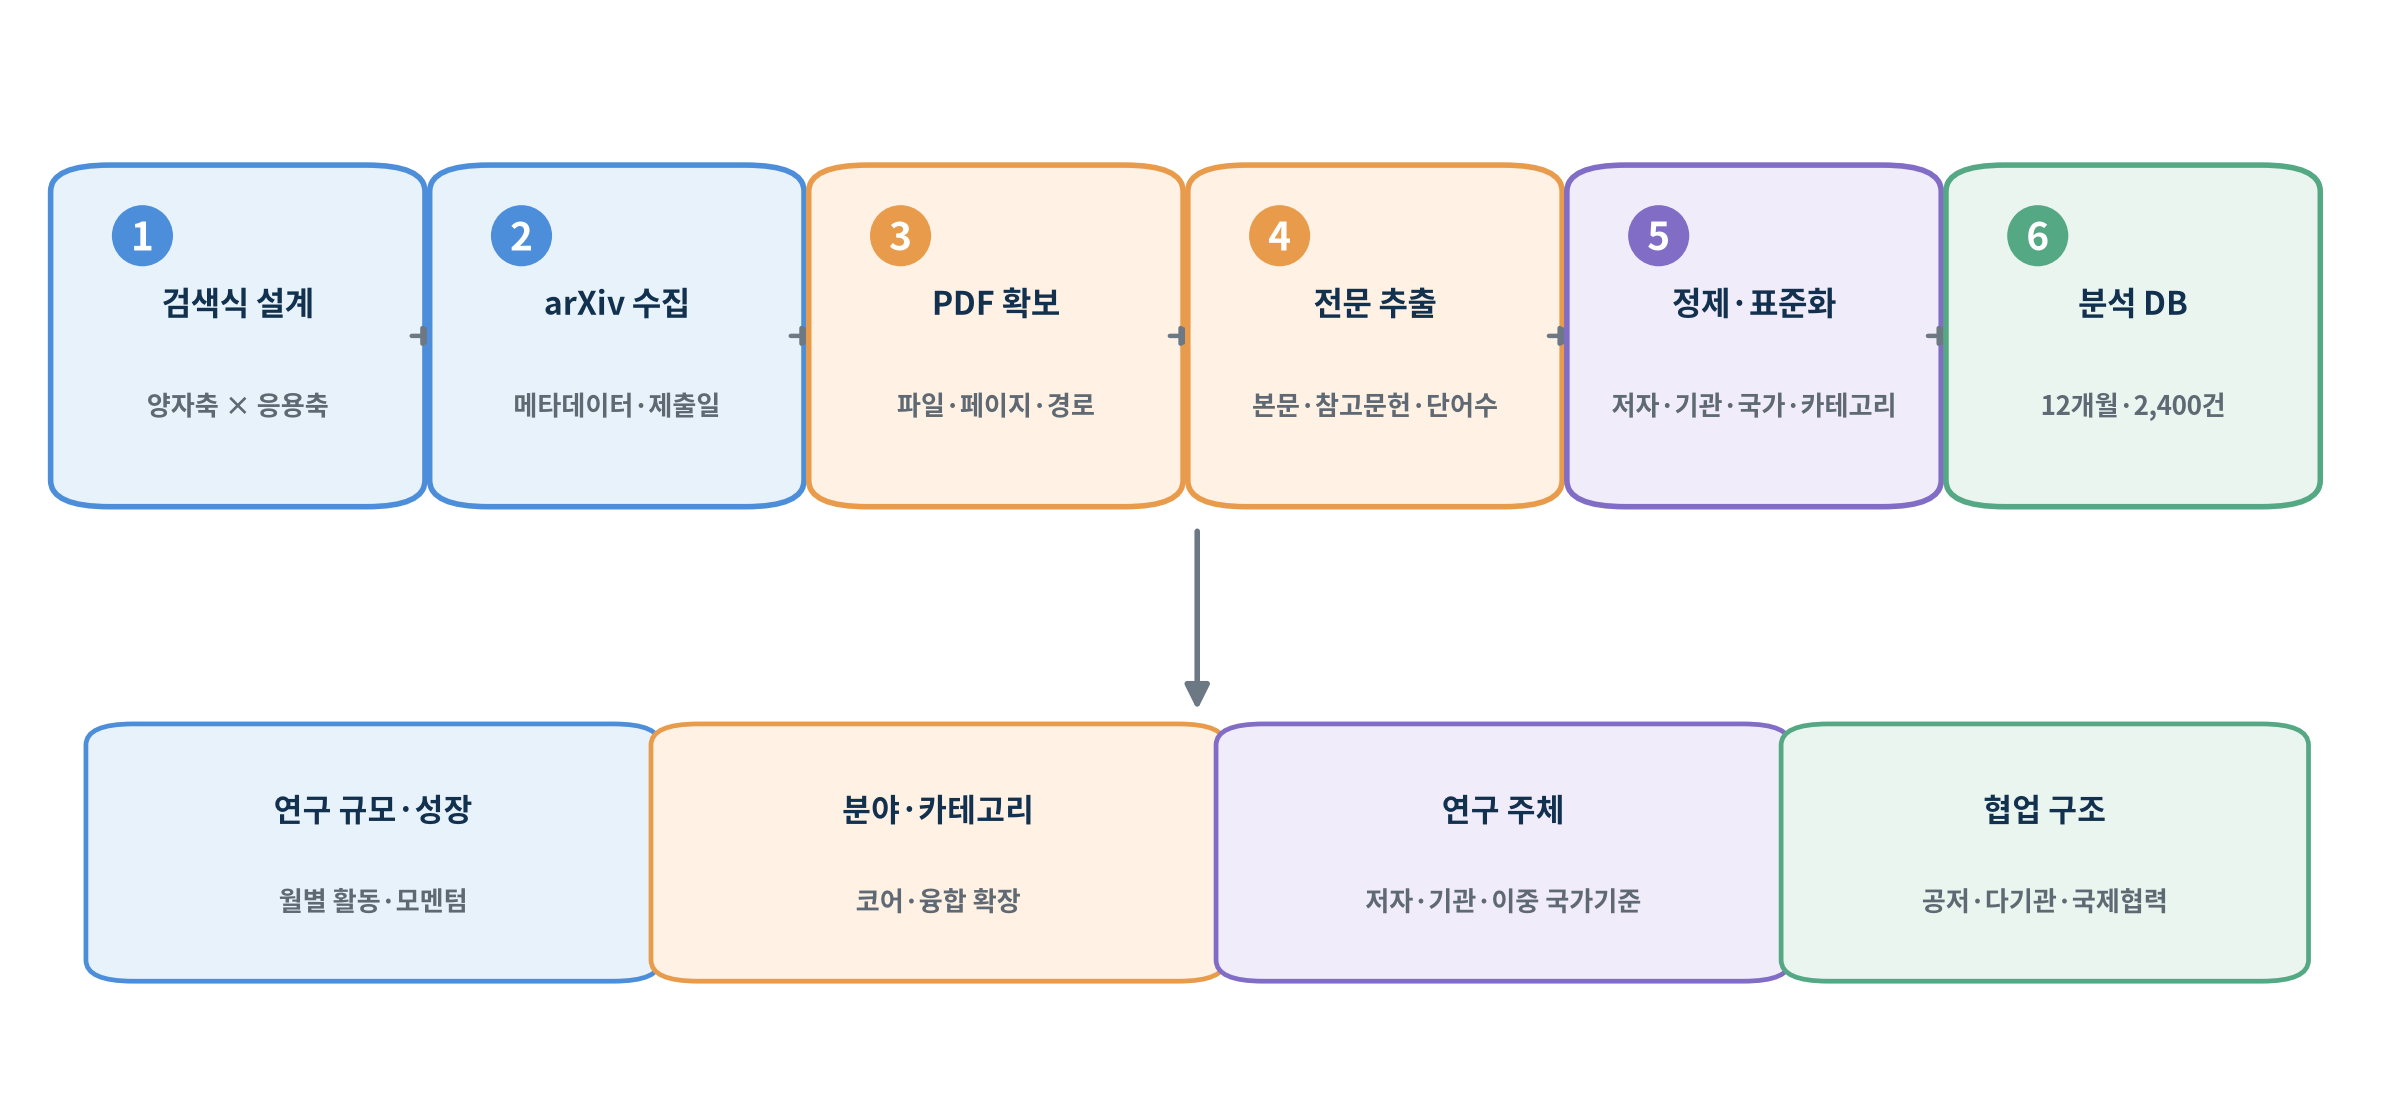 1
검색식 설계
양자축 × 응용축
2
arXiv 수집
메타데이터·제출일
3
PDF 확보
파일·페이지·경로
4
전문 추출
본문·참고문헌·단어수
5
정제·표준화
저자·기관·국가·카테고리
6
분석 DB
12개월·2,400건
연구 규모·성장
월별 활동·모멘텀
분야·카테고리
코어·융합 확장
연구 주체
저자·기관·이중 국가기준
협업 구조
공저·다기관·국제협력